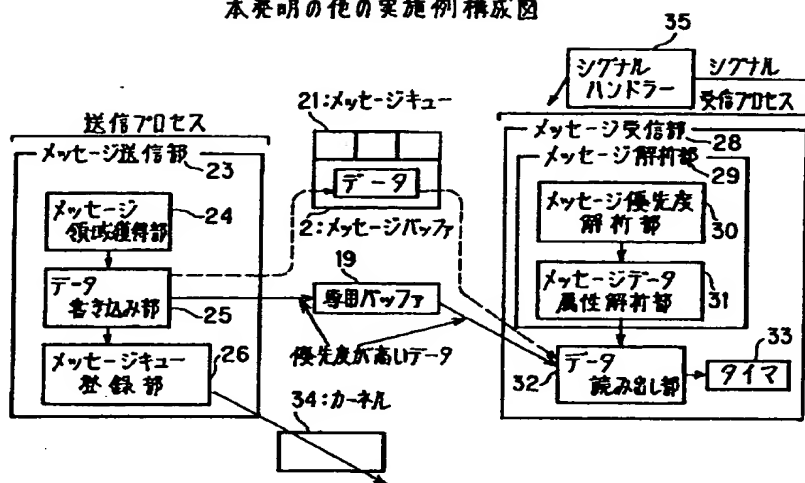 本発明の他の実施例構成図
35
シグナル
ハンドラー
シグナル
受信プロセス
送信プロセス
21:メッセージキュー
メッセージ送信部
23
メッセージ受信部
28
メッセージ解析部
29
データ
2:メッセージバッファ
メッセージ
領域獲得部
24
メッセージ優先度
解析部
30
19
専用バッファ
データ
書き込み部
25
メッセージデータ
属性解析部
31
優先度が高いデータ
メッセージキュー
登録部
26
32
データ
読み出し部
33
タイマ
34:カーネル